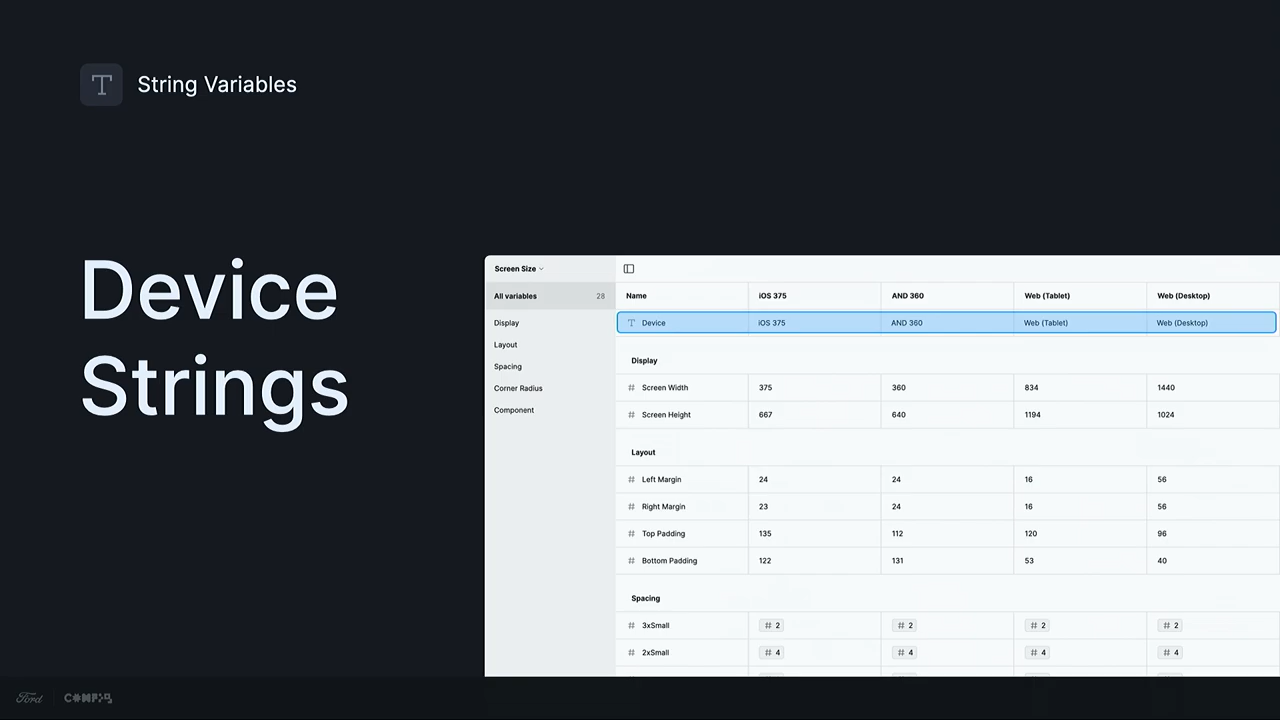 String Variables
Device
Strings
Screen Size
All variables 28
Display
Layout
Spacing
Corner Radius
Component
Name iOS 375 AND 360 Web (Tablet) Web (Desktop)
Device iOS 375 AND 360 Web (Tablet) Web (Desktop)
Display
# Screen Width 375 360 834 1440
# Screen Height 667 640 1194 1024
Layout
# Left Margin 24 24 16 56
# Right Margin 23 24 16 56
# Top Padding 135 112 120 96
# Bottom Padding 122 131 53 40
Spacing
# 3xSmall # 2 # 2 # 2 # 2
# 2xSmall # 4 # 4 # 4 # 4
Ford CONFIG